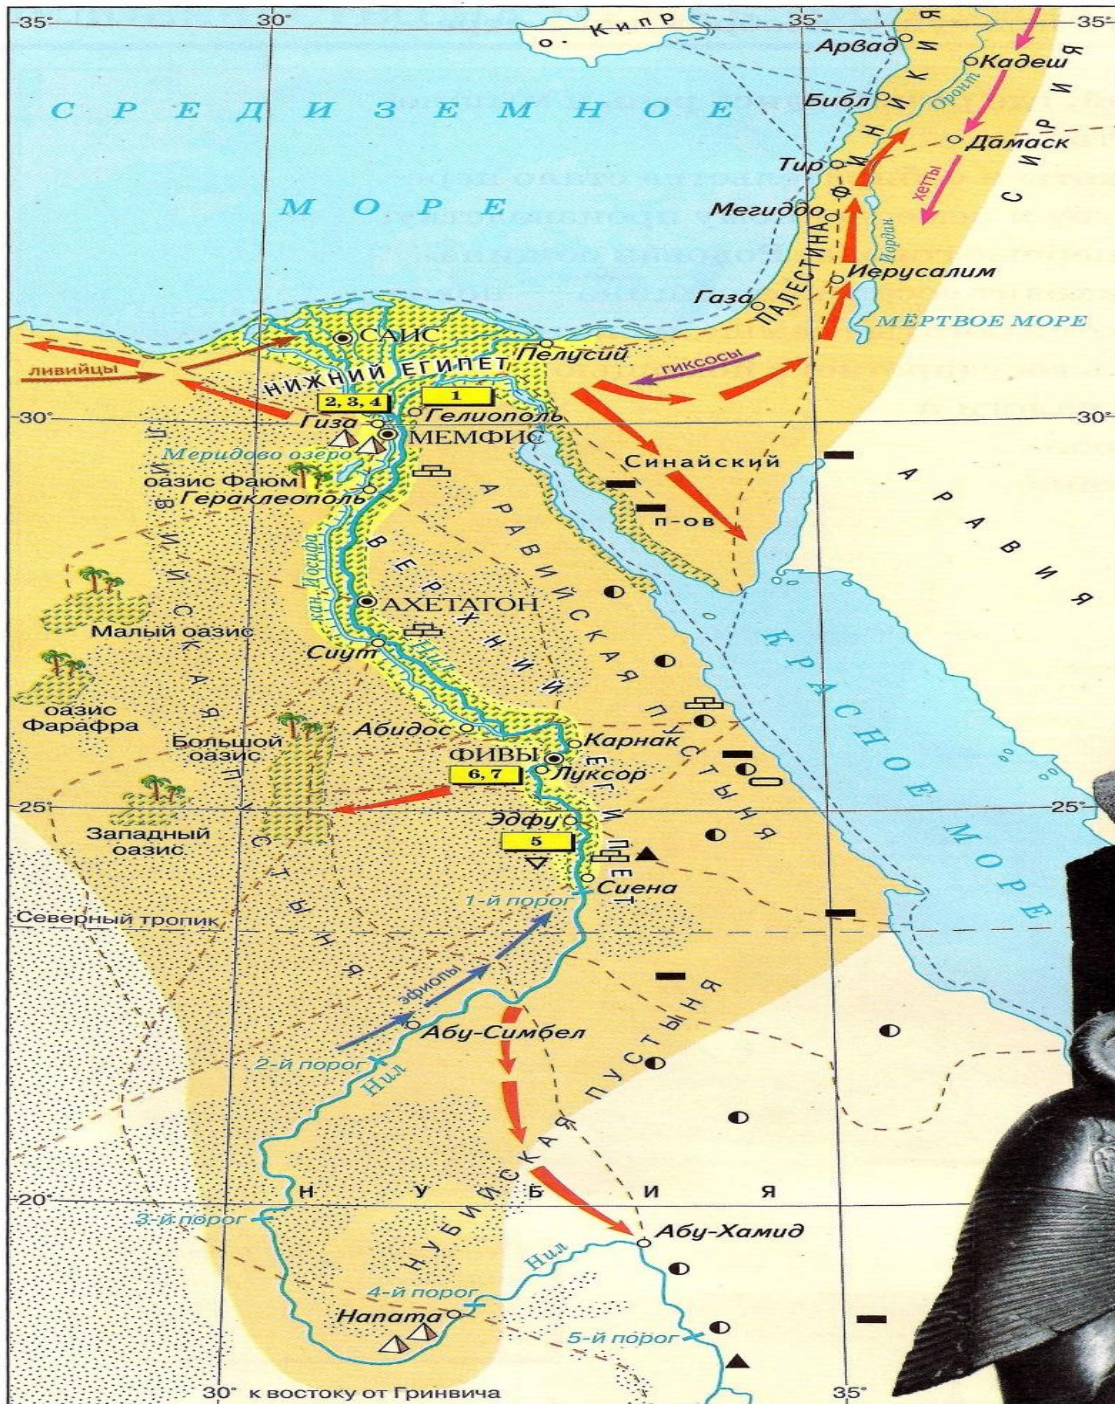 35°
30°
35°
35°
о. Кипр
Арвад
Кадеш
СРЕДИЗЕМНОЕ
МОРЕ
Библ
Оронт
ФИНИКИЯ
СИРИЯ
Дамаск
Тир
хетты
Мегиддо
Иордан
ПАЛЕСТИНА
Иерусалим
Газа
МЁРТВОЕ МОРЕ
САИС
Пелусий
ливийцы
НИЖНИЙ ЕГИПЕТ
гиксосы
2, 3, 4
1
Гелиополь
30°
30°
Гиза
МЕМФИС
Меридово озеро
Синайский
п-ов
оазис Фаюм
Гераклеополь
АРАВИЯ
ЛИВИЙСКАЯ ПУСТЫНЯ
АРАВИЙСКАЯ ПУСТЫНЯ
ВЕРХНИЙ ЕГИПЕТ
кан. Иосифа
АХЕТАТОН
Малый оазис
Сиут
Нил
КРАСНОЕ МОРЕ
оазис
Фарафра
Большой
оазис
Абидос
Карнак
ФИВЫ
Луксор
6, 7
25°
25°
Эдфу
Западный
оазис
5
Сиена
1-й порог
Северный тропик
эфиопы
Абу-Симбел
2-й порог
Нил
НУБИЙСКАЯ ПУСТЫНЯ
20°
НУБИЯ
3-й порог
Абу-Хамид
Нил
4-й порог
Напата
5-й порог
30° к востоку от Гринвича
35°